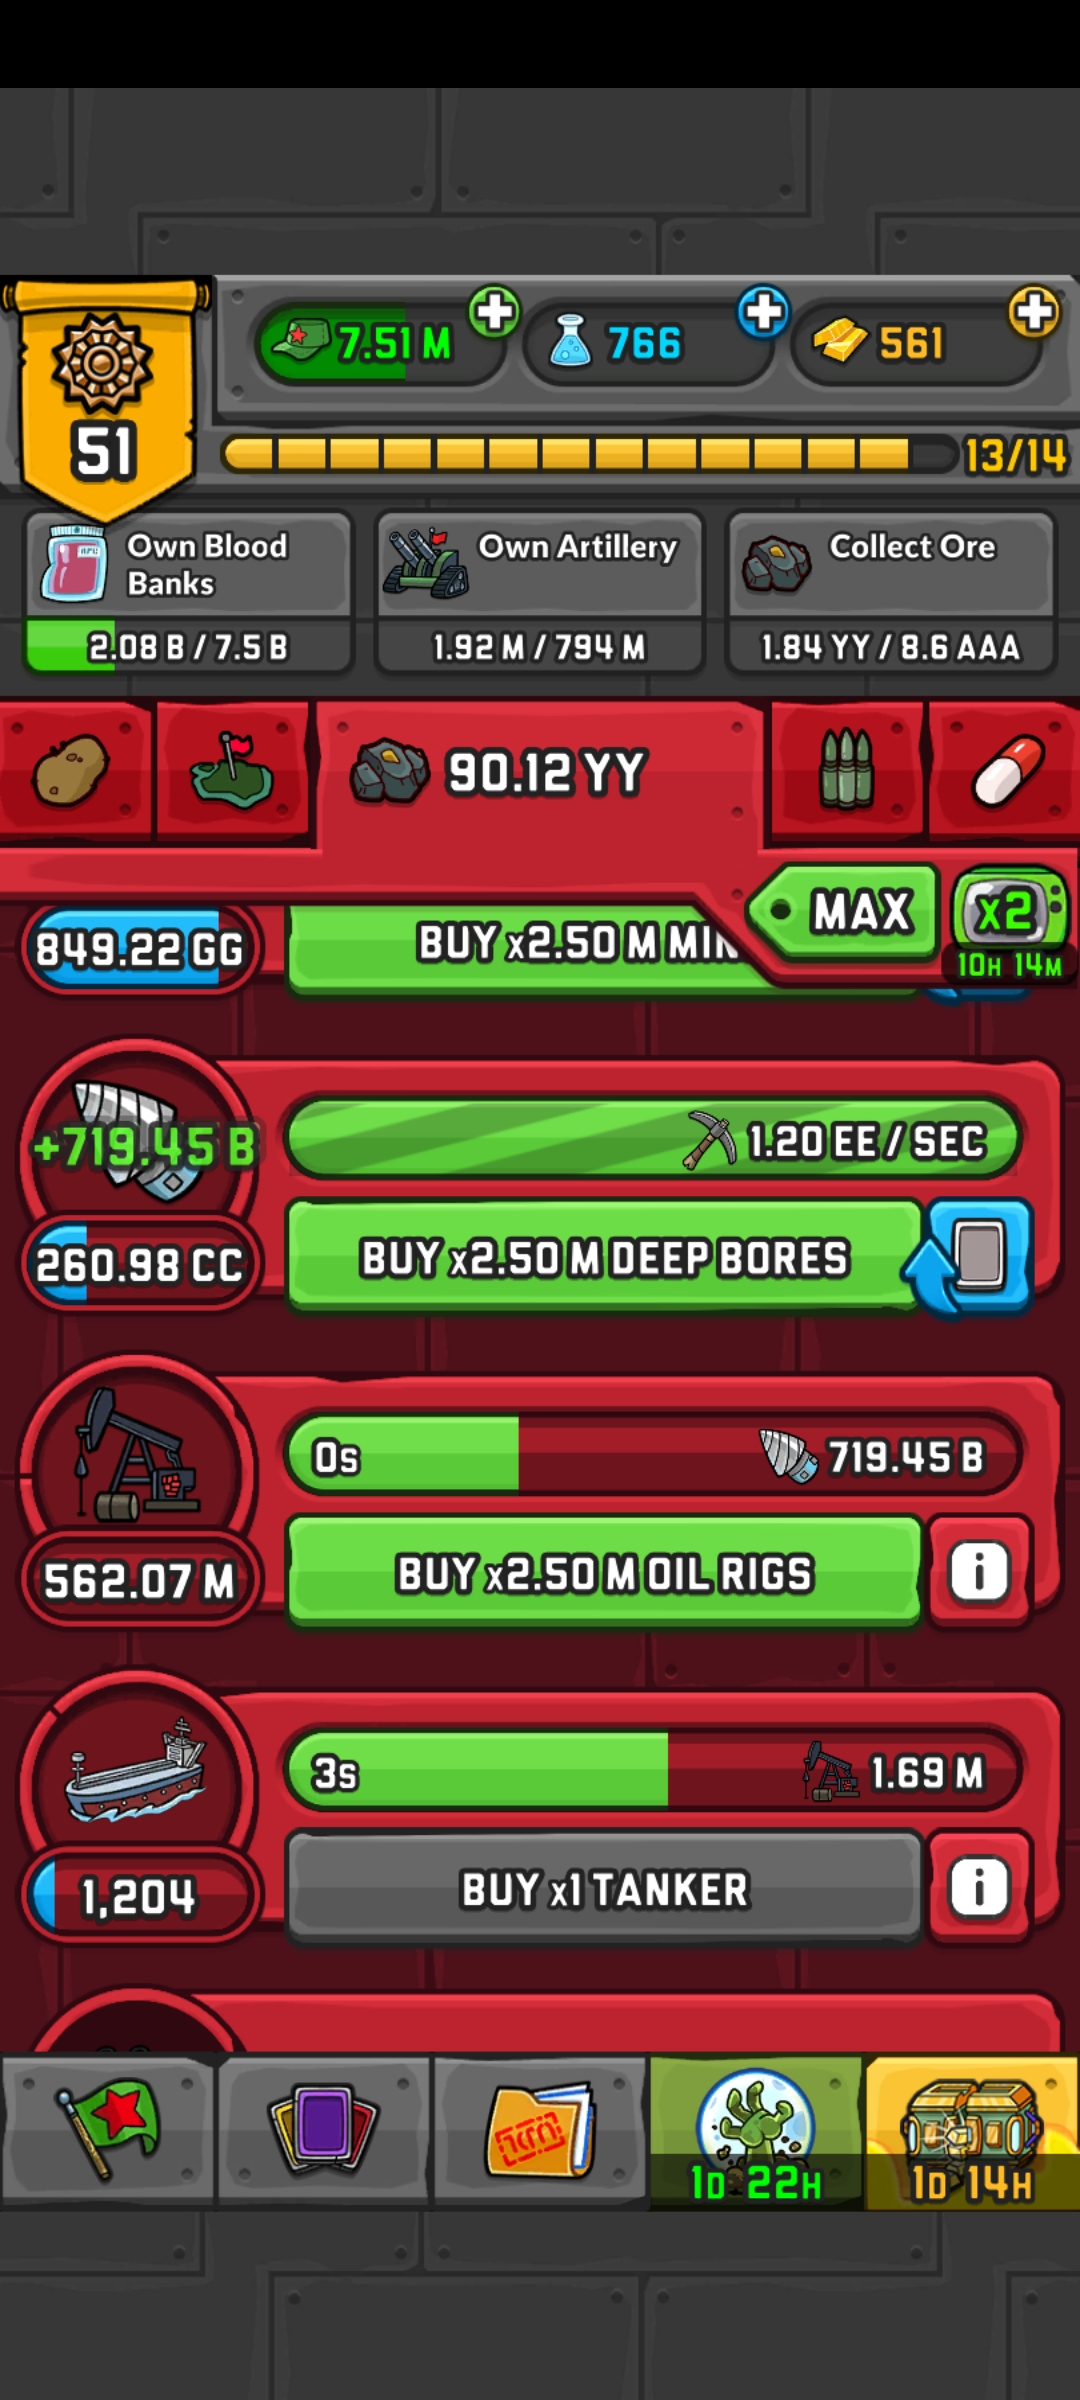 7.51 M
766
561
51
13/14
Own Blood
Banks
Own Artillery
Collect Ore
2.08 B / 7.5 B
1.92 M / 794 M
1.84 YY / 8.6 AAA
90.12 YY
MAX
x2
10H 14M
849.22 GG
BUY x2.50 M MIN
+719.45 B
1.20 EE / SEC
260.98 CC
BUY x2.50 M DEEP BORES
0s
719.45 B
562.07 M
BUY x2.50 M OIL RIGS
3s
1.69 M
1,204
BUY x1 TANKER
1D 22H
1D 14H